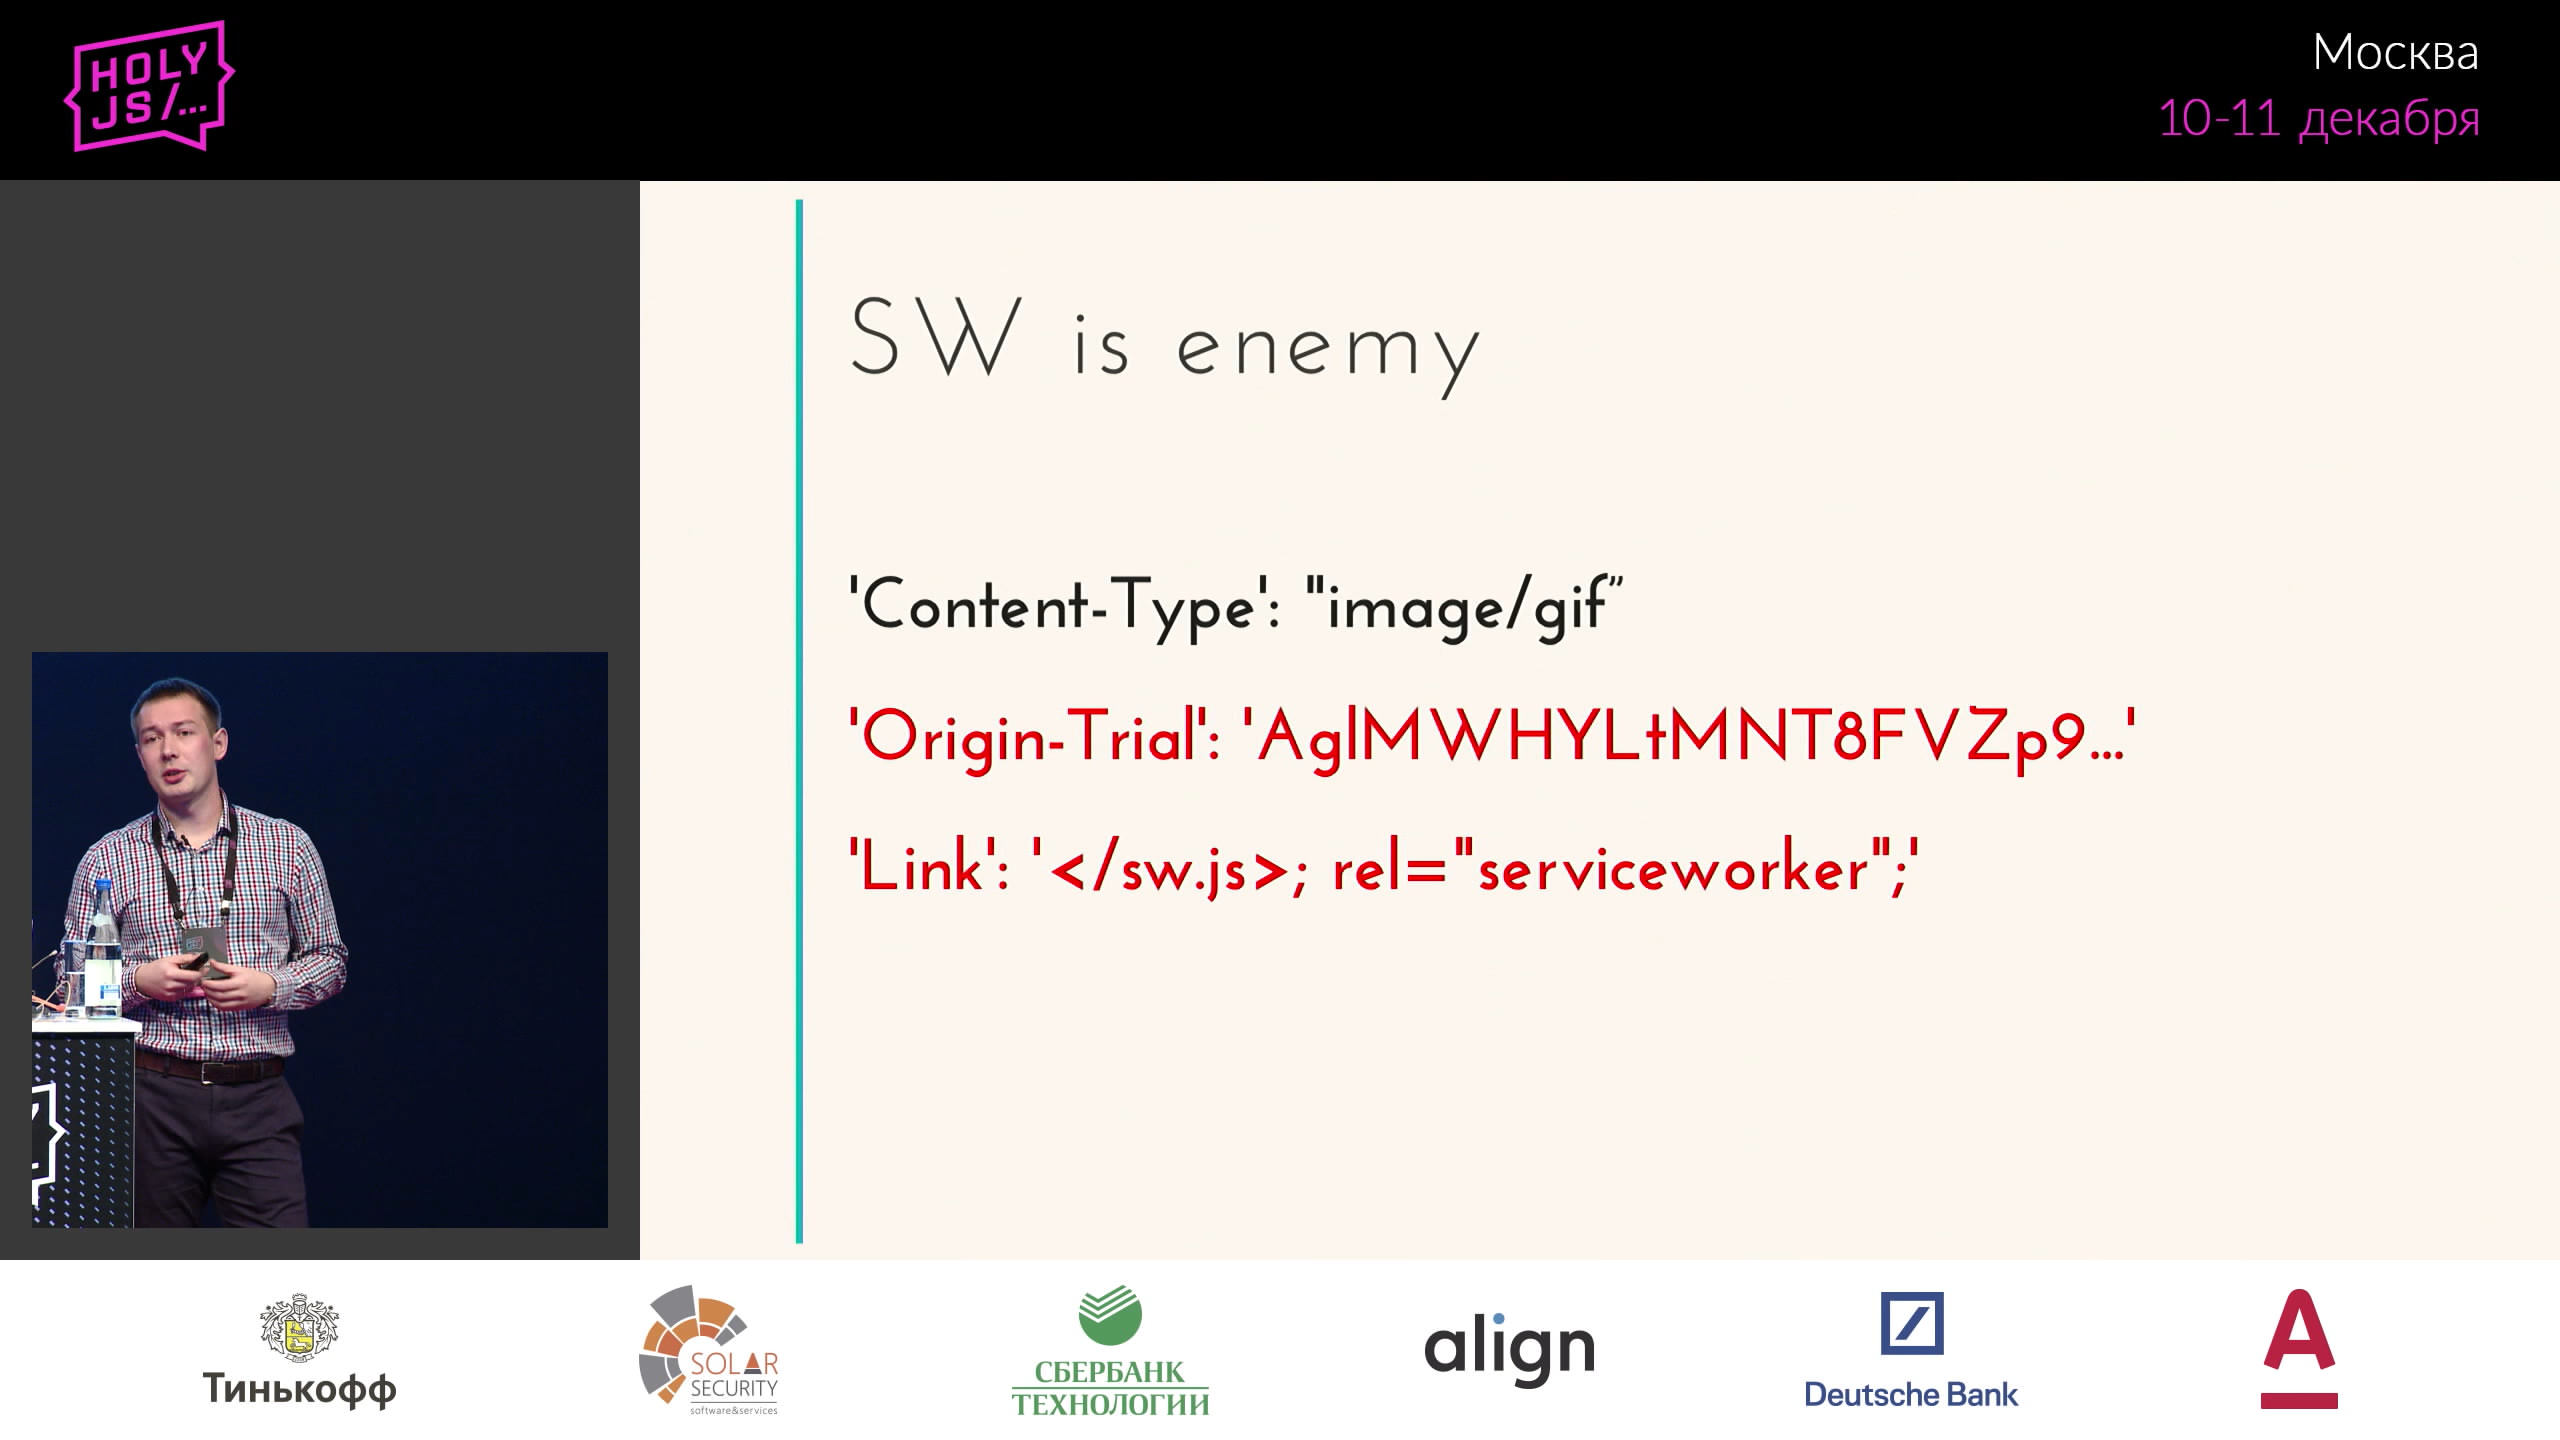 HOLY
JS/...
Москва
10-11 декабря
SW is enemy
'Content-Type': "image/gif”
'Origin-Trial': 'AglMWHYLtMNT8FVZp9...'
'Link': '</sw.js>; rel="serviceworker";'
Тинькофф
SOLAR
SECURITY
software&services
СБЕРБАНК
ТЕХНОЛОГИИ
align
Deutsche Bank
А